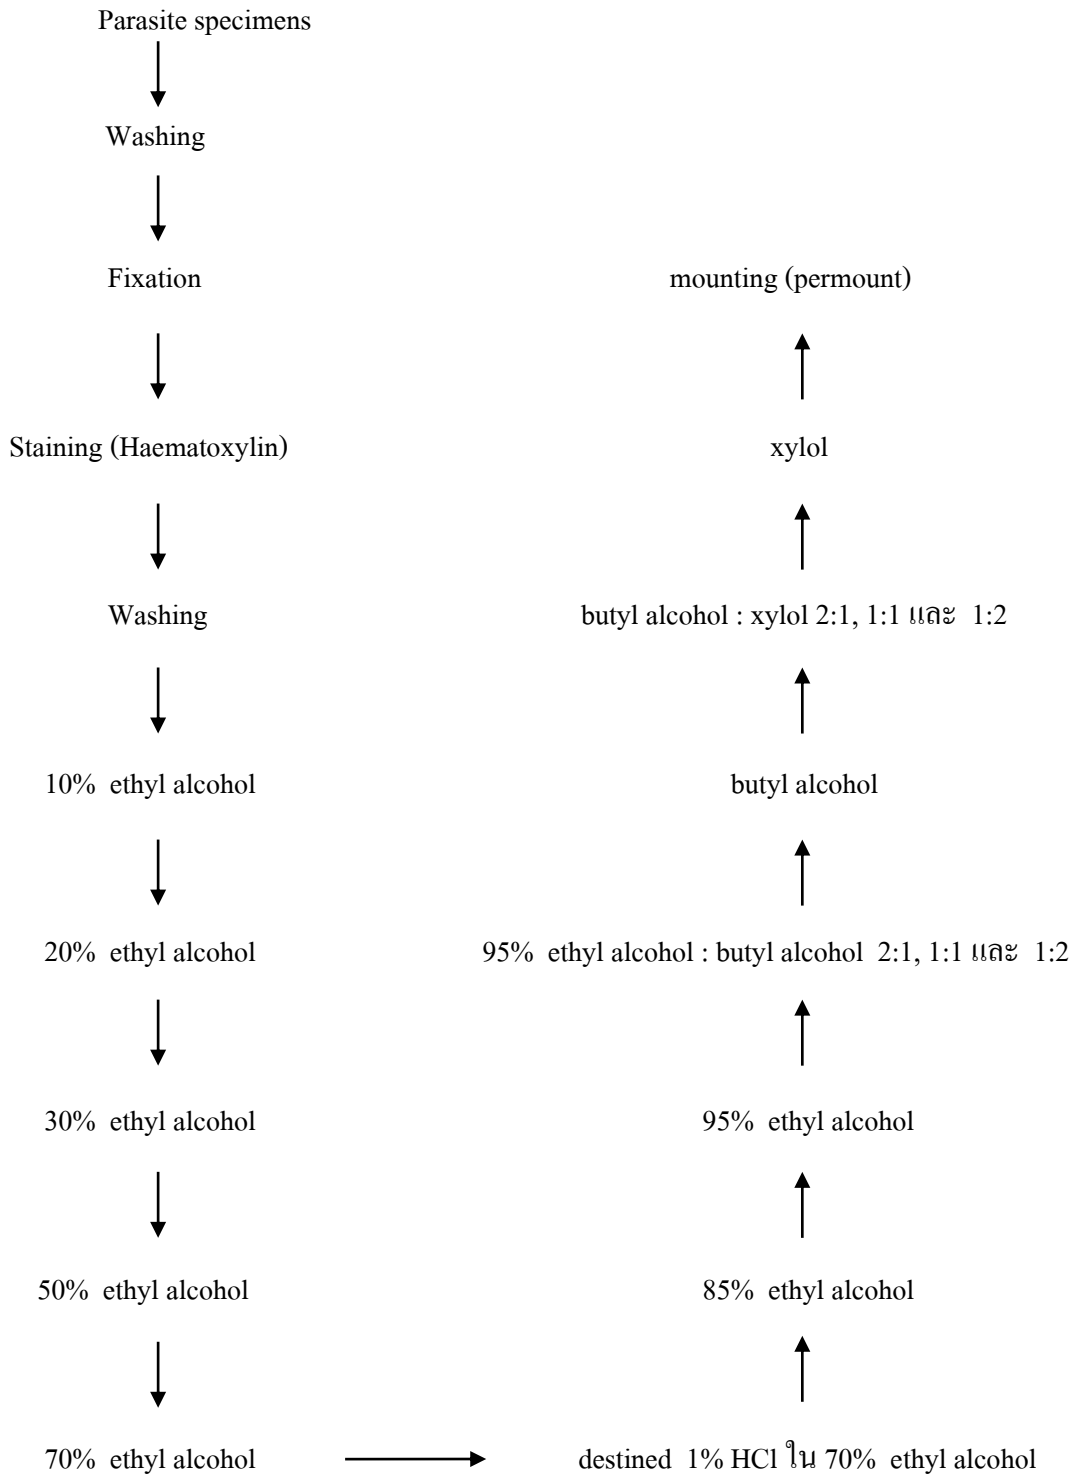 Parasite specimens
Washing
Fixation
Staining (Haematoxylin)
Washing
10% ethyl alcohol
20% ethyl alcohol
30% ethyl alcohol
50% ethyl alcohol
70% ethyl alcohol
destined 1% HCl ใน 70% ethyl alcohol
85% ethyl alcohol
95% ethyl alcohol
95% ethyl alcohol : butyl alcohol 2:1, 1:1 และ 1:2
butyl alcohol
butyl alcohol : xylol 2:1, 1:1 และ 1:2
xylol
mounting (permount)